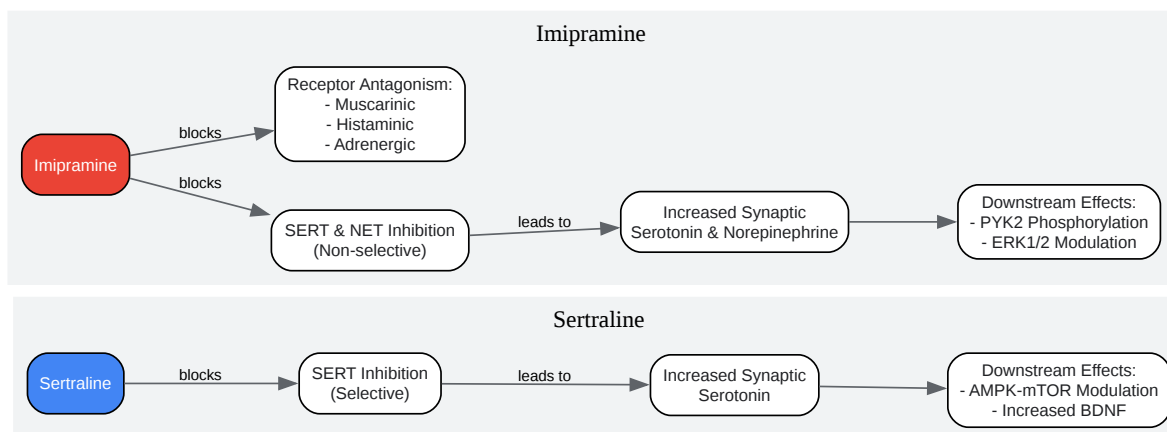 Imipramine
Receptor Antagonism:
- Muscarinic
- Histaminic
- Adrenergic
blocks
Imipramine
blocks
SERT & NET Inhibition
(Non-selective)
leads to
Increased Synaptic
Serotonin & Norepinephrine
Downstream Effects:
- PYK2 Phosphorylation
- ERK1/2 Modulation
Sertraline
Sertraline
blocks
SERT Inhibition
(Selective)
leads to
Increased Synaptic
Serotonin
Downstream Effects:
- AMPK-mTOR Modulation
- Increased BDNF